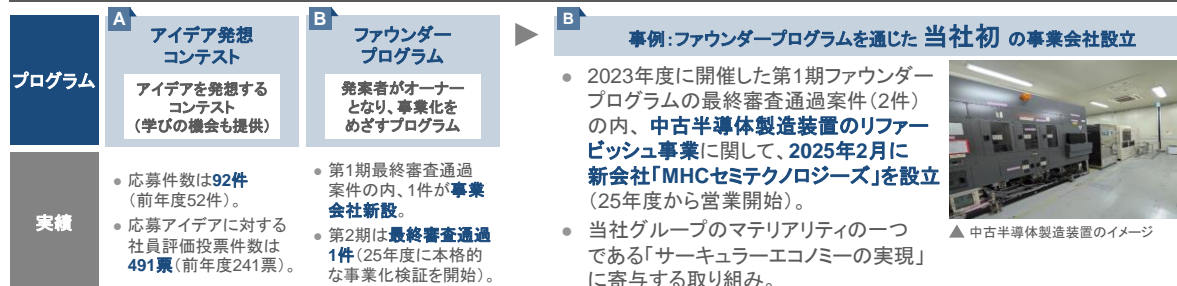 プログラム
実績
A
アイデア発想
コンテスト
アイデアを発想する
コンテスト
(学びの機会も提供)
● 応募件数は92件
(前年度52件)。
● 応募アイデアに対する
社員評価投票件数は
491票(前年度241票)。
B
ファウンダー
プログラム
発案者がオーナー
となり、事業化を
めざすプログラム
● 第1期最終審査通過
案件の内、1件が事業
会社新設。
● 第2期は最終審査通過
1件(25年度に本格的
な事業化検証を開始)。
B
事例:ファウンダープログラムを通じた 当社初 の事業会社設立
● 2023年度に開催した第1期ファウンダー
プログラムの最終審査通過案件(2件)
の内、 中古半導体製造装置のリファー
ビッシュ事業に関して、2025年2月に
新会社「MHCセミテクノロジーズ」を設立
(25年度から営業開始)。
● 当社グループのマテリアリティの一つ
である「サーキュラーエコノミーの実現」
に寄与する取り組み。
▲ 中古半導体製造装置のイメージ